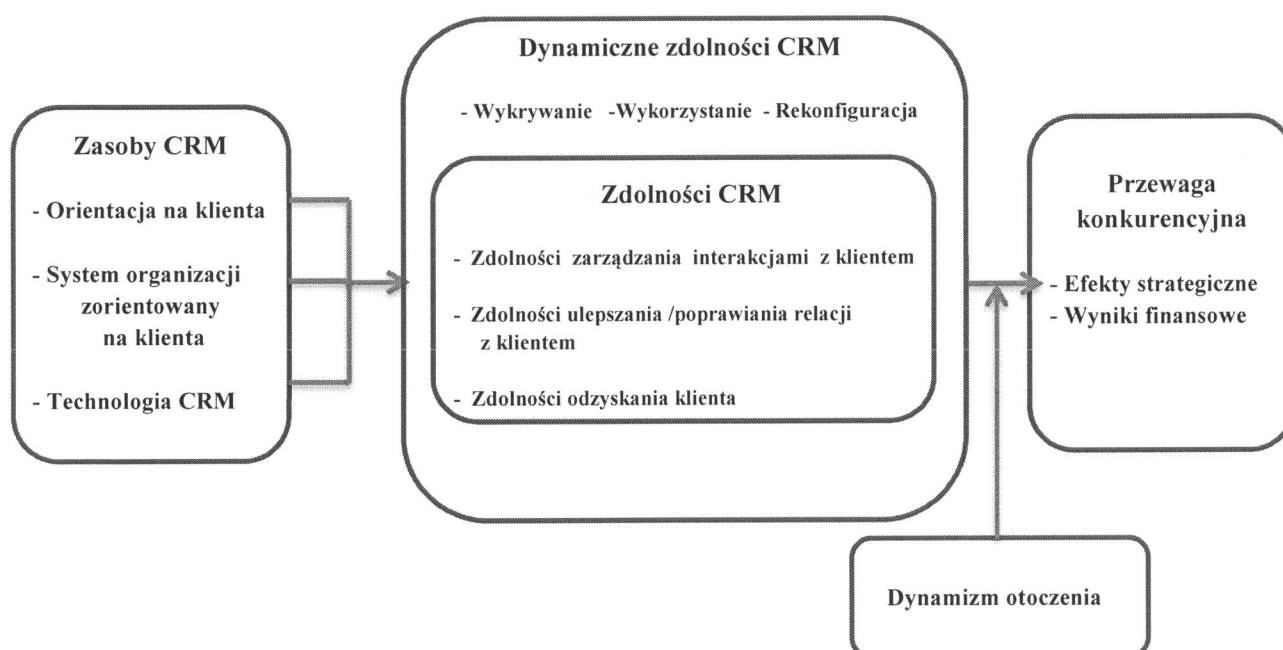 Zasoby CRM
- Orientacja na klienta
- System organizacji
zorientowany
na klienta
- Technologia CRM
Dynamiczne zdolności CRM
- Wykrywanie -Wykorzystanie - Rekonfiguracja
Zdolności CRM
- Zdolności zarządzania interakcjami z klientem
- Zdolności ulepszania /poprawiania relacji
z klientem
- Zdolności odzyskania klienta
Przewaga
konkurencyjna
- Efekty strategiczne
- Wyniki finansowe
Dynamizm otoczenia